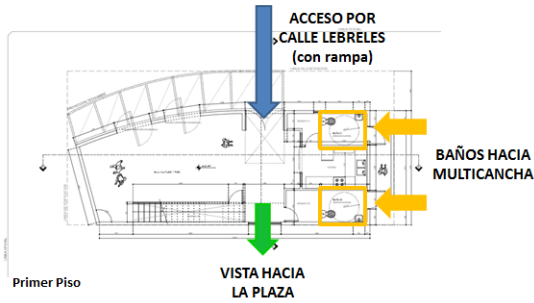 ACCESO POR
CALLE LEBRELES
(con rampa)
BAÑOS HACIA
MULTICANCHA
VISTA HACIA
LA PLAZA
Primer Piso